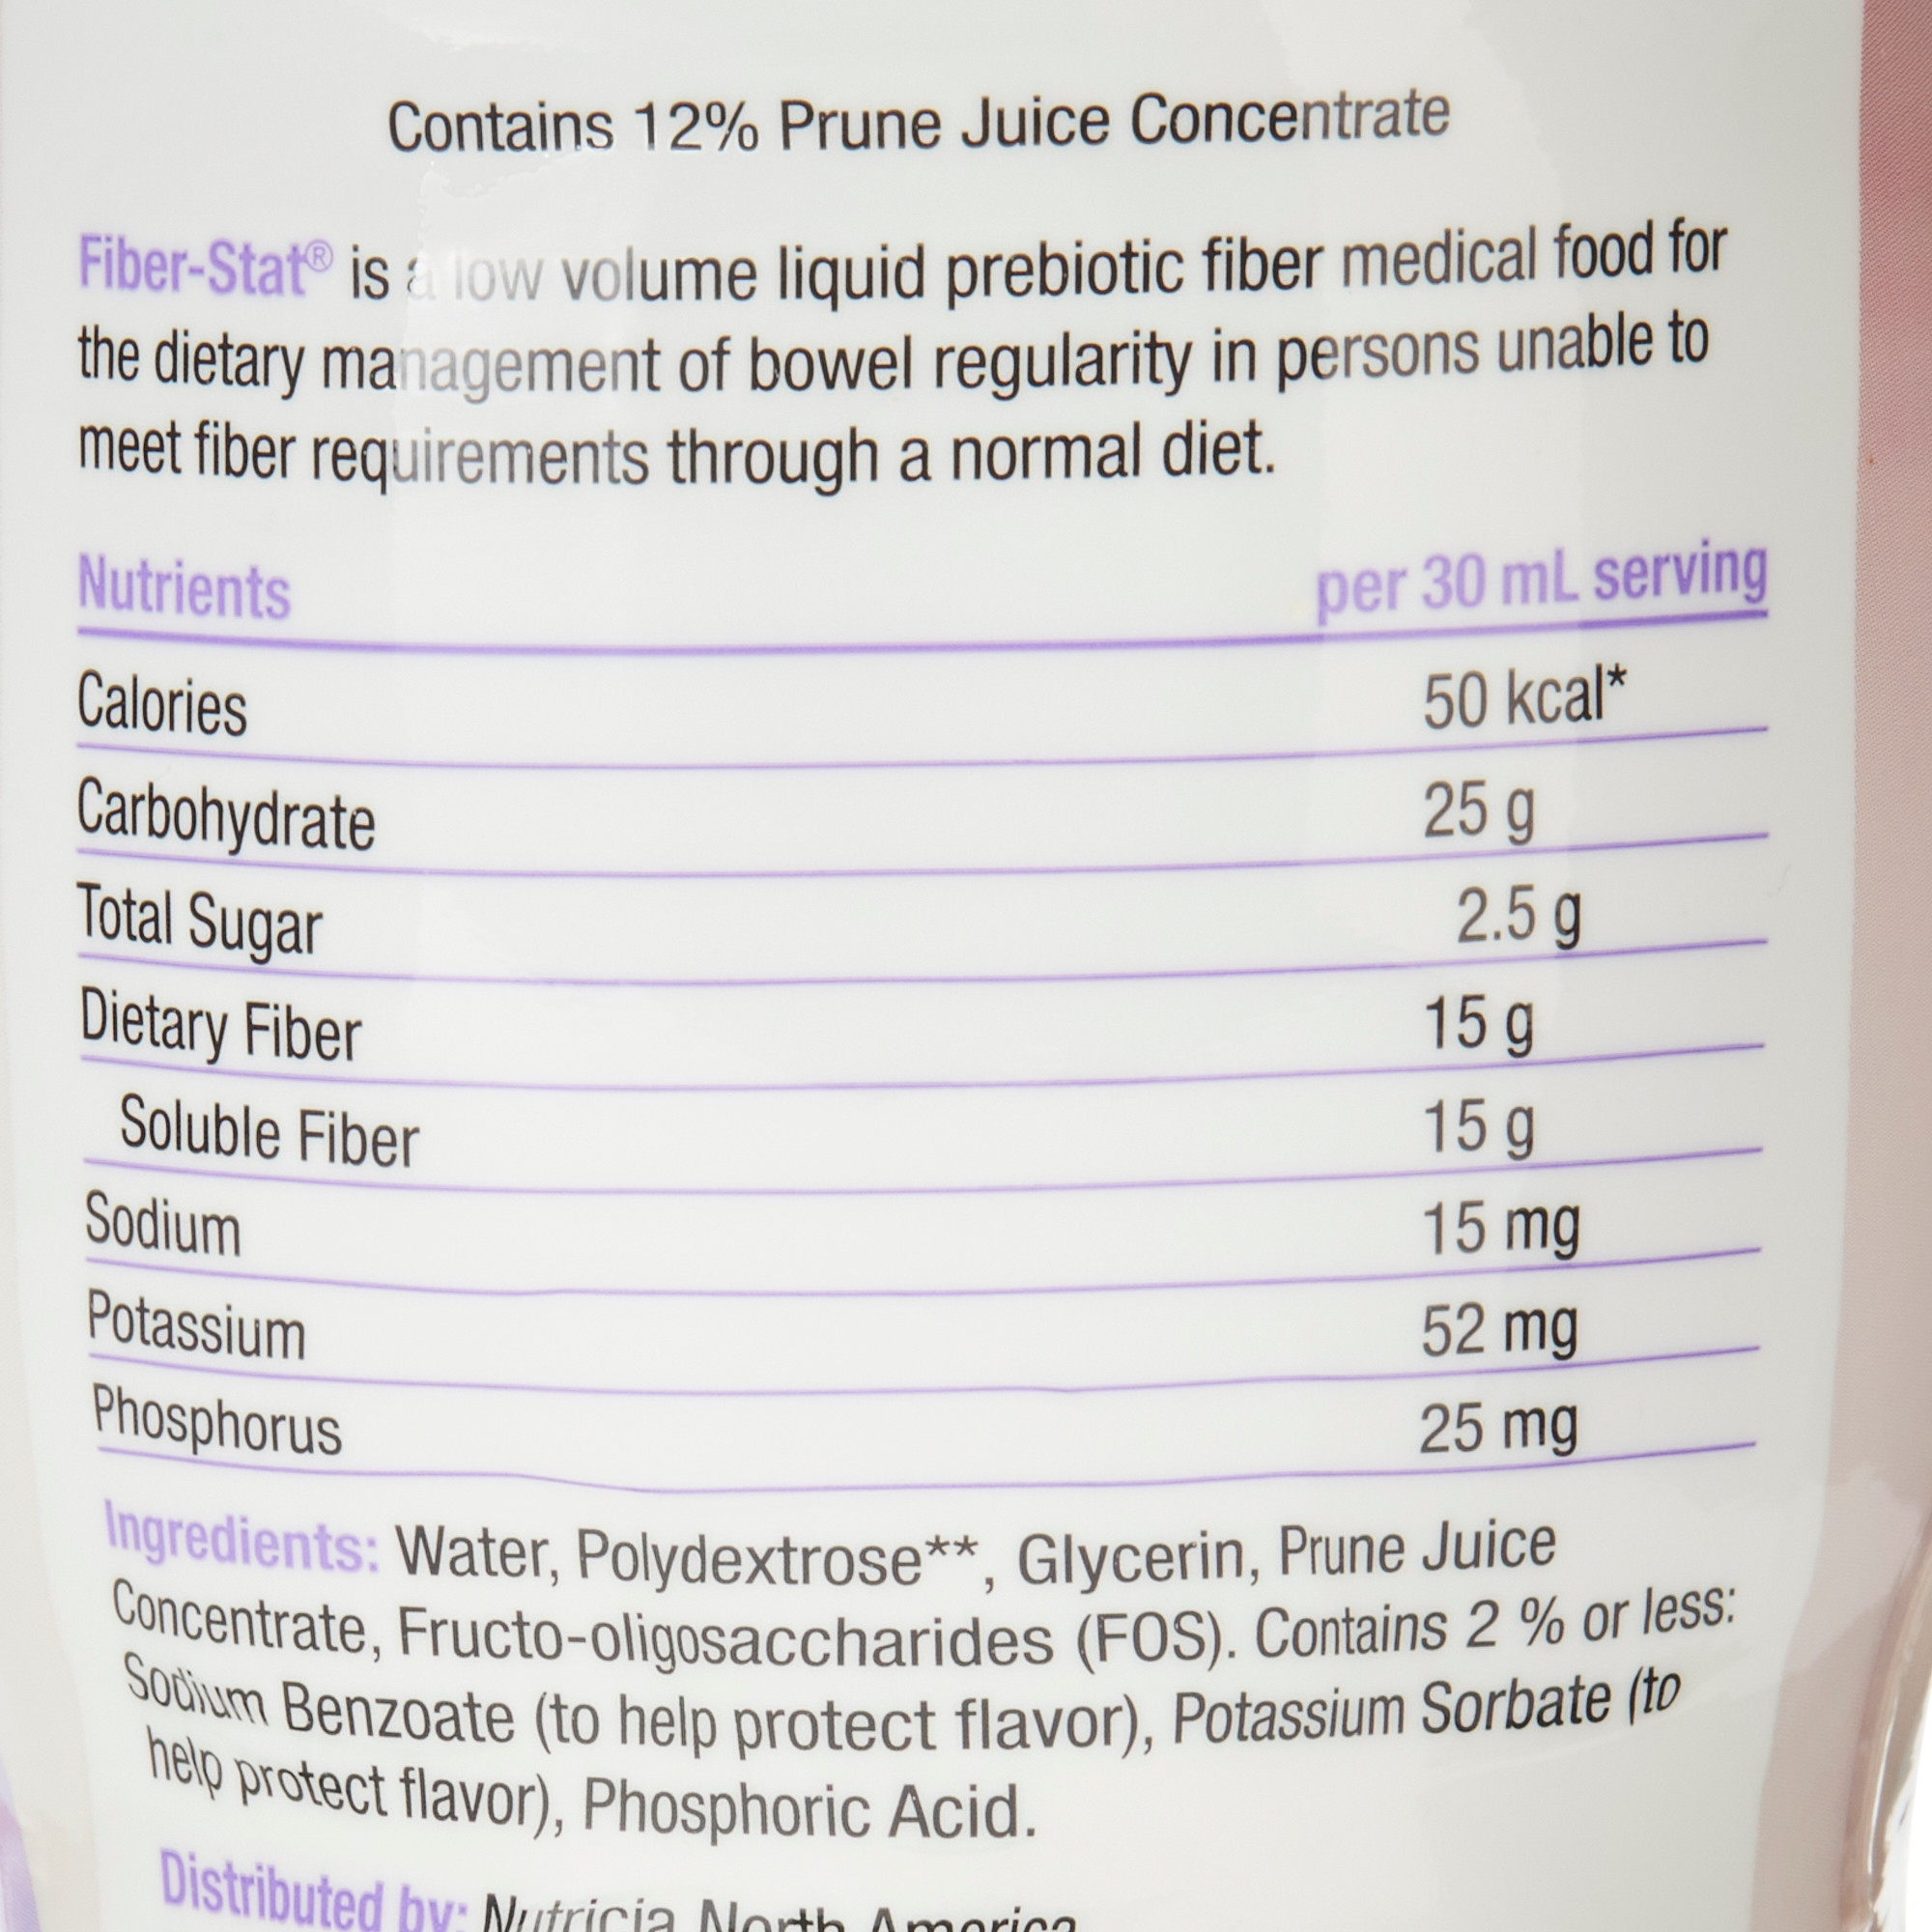 Contains 12% Prune Juice Concentrate
Fiber-Stat® is a low volume liquid prebiotic fiber medical food for
the dietary management of bowel regularity in persons unable to
meet fiber requirements through a normal diet.
Nutrients per 30 mL serving
Calories 50 kcal*
Carbohydrate 25 g
Total Sugar 2.5 g
Dietary Fiber 15 g
Soluble Fiber 15 g
Sodium 15 mg
Potassium 52 mg
Phosphorus 25 mg
Ingredients: Water, Polydextrose**, Glycerin, Prune Juice
Concentrate, Fructo-oligosaccharides (FOS). Contains 2 % or less:
Sodium Benzoate (to help protect flavor), Potassium Sorbate (to
help protect flavor), Phosphoric Acid.
Distributed by: Nutricia North America